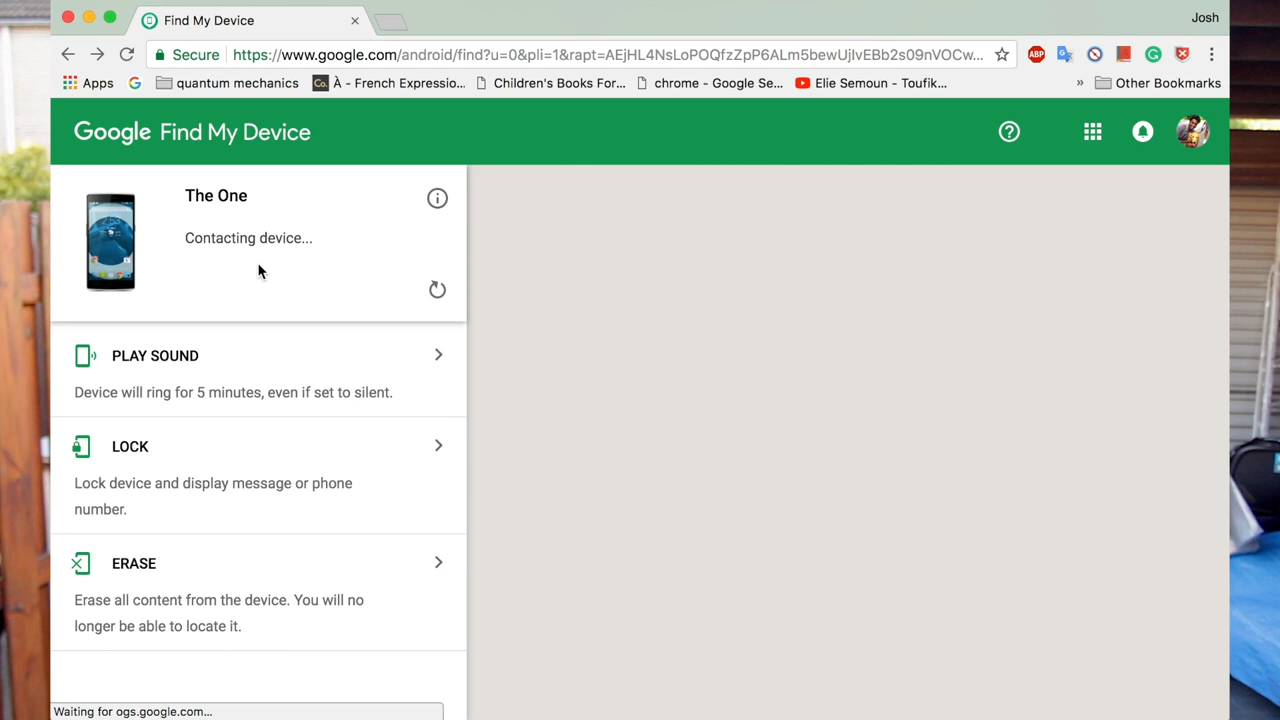 Find My Device
Josh
Secure https://www.google.com/android/find?u=0&pli=1&rapt=AEjHL4NsLoPOQfzZpP6ALm5bewUjlvEBb2s09nVOCw...
ABP
Apps quantum mechanics Co. À - French Expressio... Children's Books For... chrome - Google Se... Elie Semoun - Toufik... » Other Bookmarks
Google Find My Device
The One
Contacting device...
PLAY SOUND
Device will ring for 5 minutes, even if set to silent.
LOCK
Lock device and display message or phone
number.
ERASE
Erase all content from the device. You will no
longer be able to locate it.
Waiting for ogs.google.com...